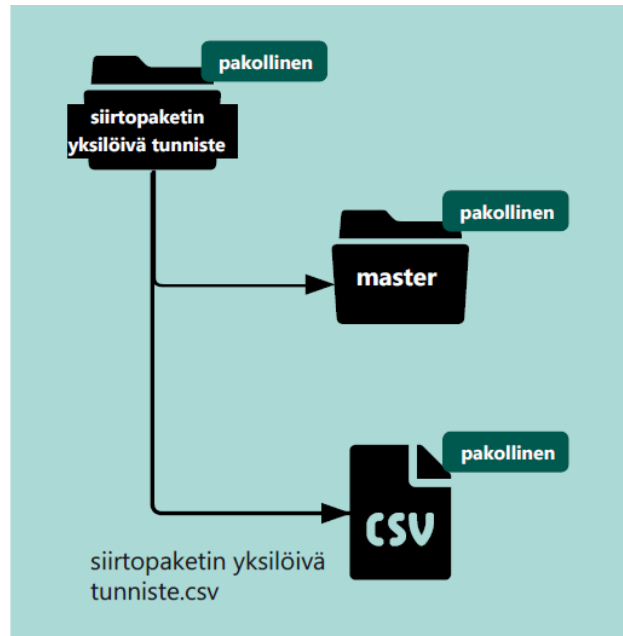 pakollinen
siirtopaketin
yksilöivä tunniste
pakollinen
master
pakollinen
CSV
siirtopaketin yksilöivä
tunniste.csv